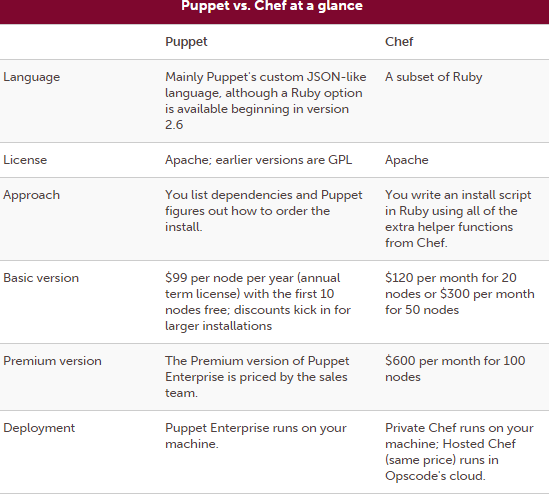 Puppet vs. Chef at a glance
Puppet Chef
Language
Mainly Puppet's custom JSON-like
language, although a Ruby option
is available beginning in version
2.6
A subset of Ruby
License
Apache; earlier versions are GPL
Apache
Approach
You list dependencies and Puppet
figures out how to order the
install.
You write an install script
in Ruby using all of the
extra helper functions
from Chef.
Basic version
$99 per node per year (annual
term license) with the first 10
nodes free; discounts kick in for
larger installations
$120 per month for 20
nodes or $300 per month
for 50 nodes
Premium version
The Premium version of Puppet
Enterprise is priced by the sales
team.
$600 per month for 100
nodes
Deployment
Puppet Enterprise runs on your
machine.
Private Chef runs on your
machine; Hosted Chef
(same price) runs in
Opscode's cloud.